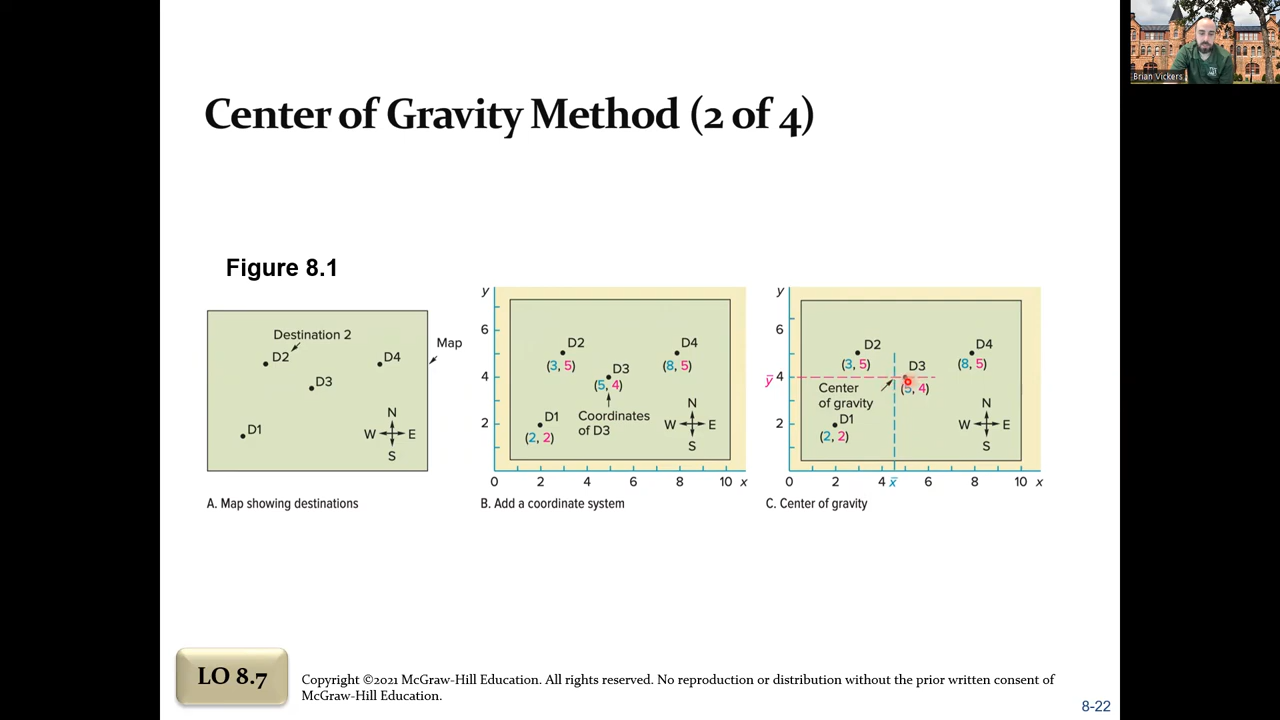 Brian Vickers
Center of Gravity Method (2 of 4)
Figure 8.1
Destination 2
D2
D4
D3
D1
N
W E
S
Map
A. Map showing destinations
y
6
4
2
0 2 4 6 8 10 x
D2
(3, 5)
D4
(8, 5)
D3
(5, 4)
Coordinates
of D3
D1
(2, 2)
N
W E
S
B. Add a coordinate system
y
6
y̅ 4
2
0 2 4 x̅ 6 8 10 x
D2
(3, 5)
D4
(8, 5)
D3
(5, 4)
Center
of gravity
D1
(2, 2)
N
W E
S
C. Center of gravity
LO 8.7
Copyright ©2021 McGraw-Hill Education. All rights reserved. No reproduction or distribution without the prior written consent of
McGraw-Hill Education.
8-22